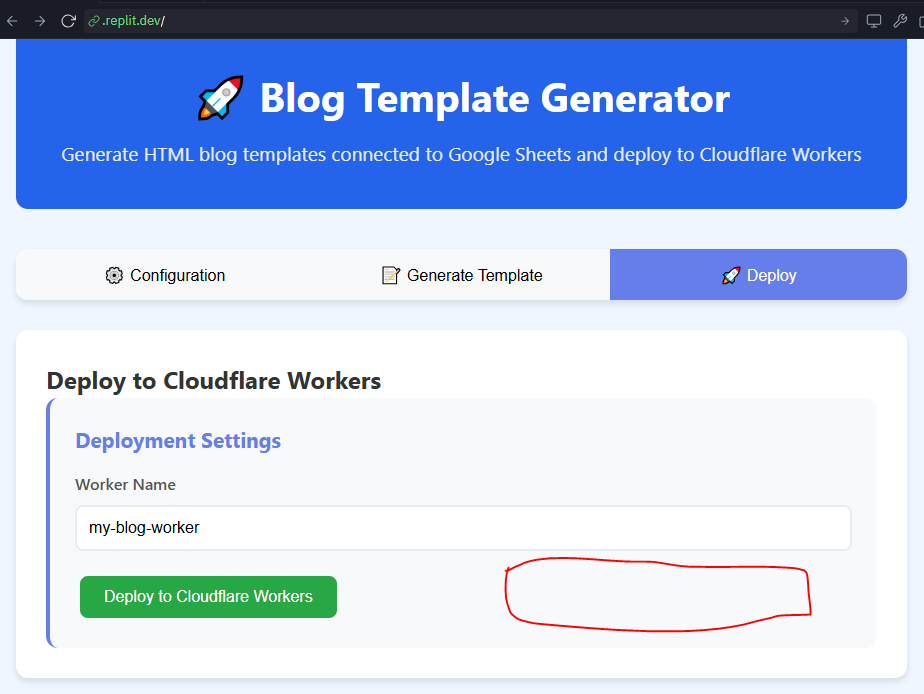 .replit.dev/
🚀 Blog Template Generator
Generate HTML blog templates connected to Google Sheets and deploy to Cloudflare Workers
⚙️ Configuration
📝 Generate Template
🚀 Deploy
Deploy to Cloudflare Workers
Deployment Settings
Worker Name
my-blog-worker
Deploy to Cloudflare Workers